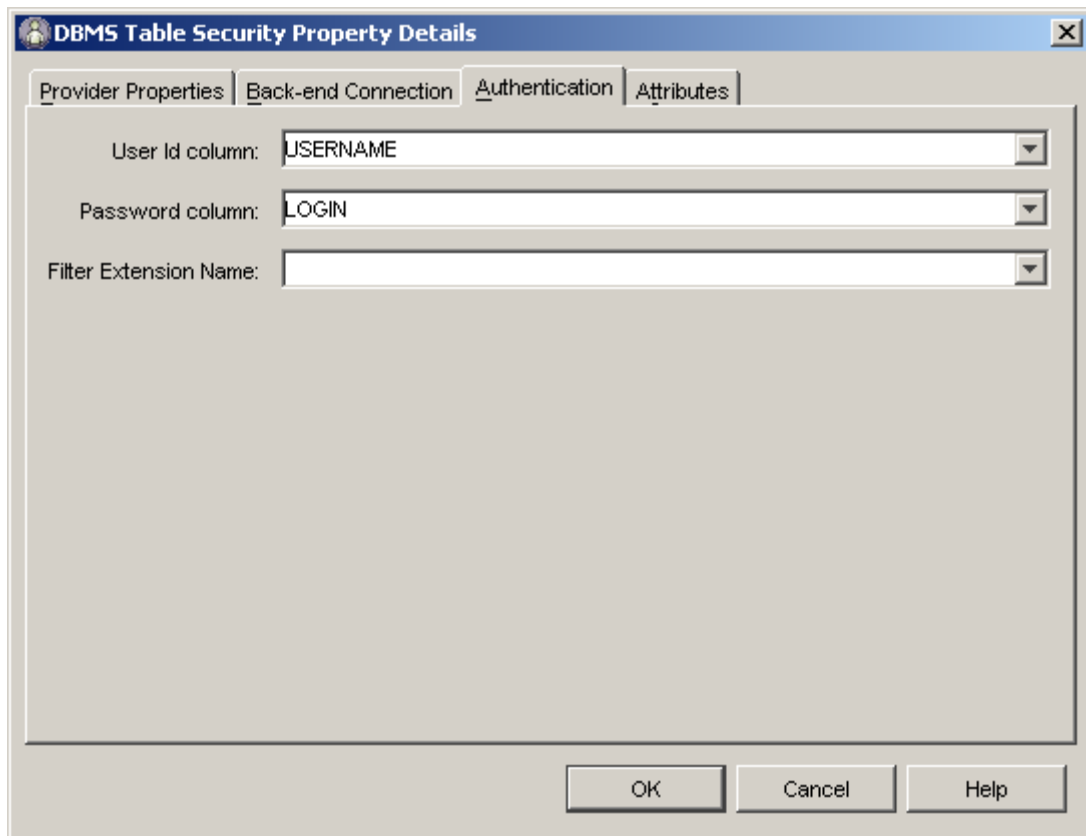 DBMS Table Security Property Details
Provider Properties Back-end Connection Authentication Attributes
User Id column: USERNAME
Password column: LOGIN
Filter Extension Name:
OK Cancel Help